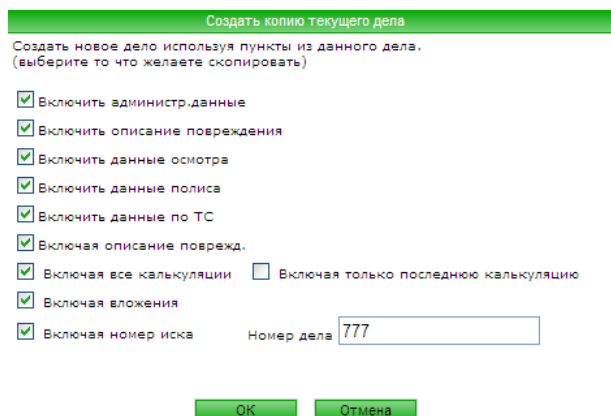 Создать копию текущего дела
Создать новое дело используя пункты из данного дела.
(выберите то что желаете скопировать)
Включить администр.данные
Включить описание повреждения
Включить данные осмотра
Включить данные полиса
Включить данные по ТС
Включая описание поврежд.
Включая все калькуляции Включая только последнюю калькуляцию
Включая вложения
Включая номер иска Номер дела 777
OK Отмена